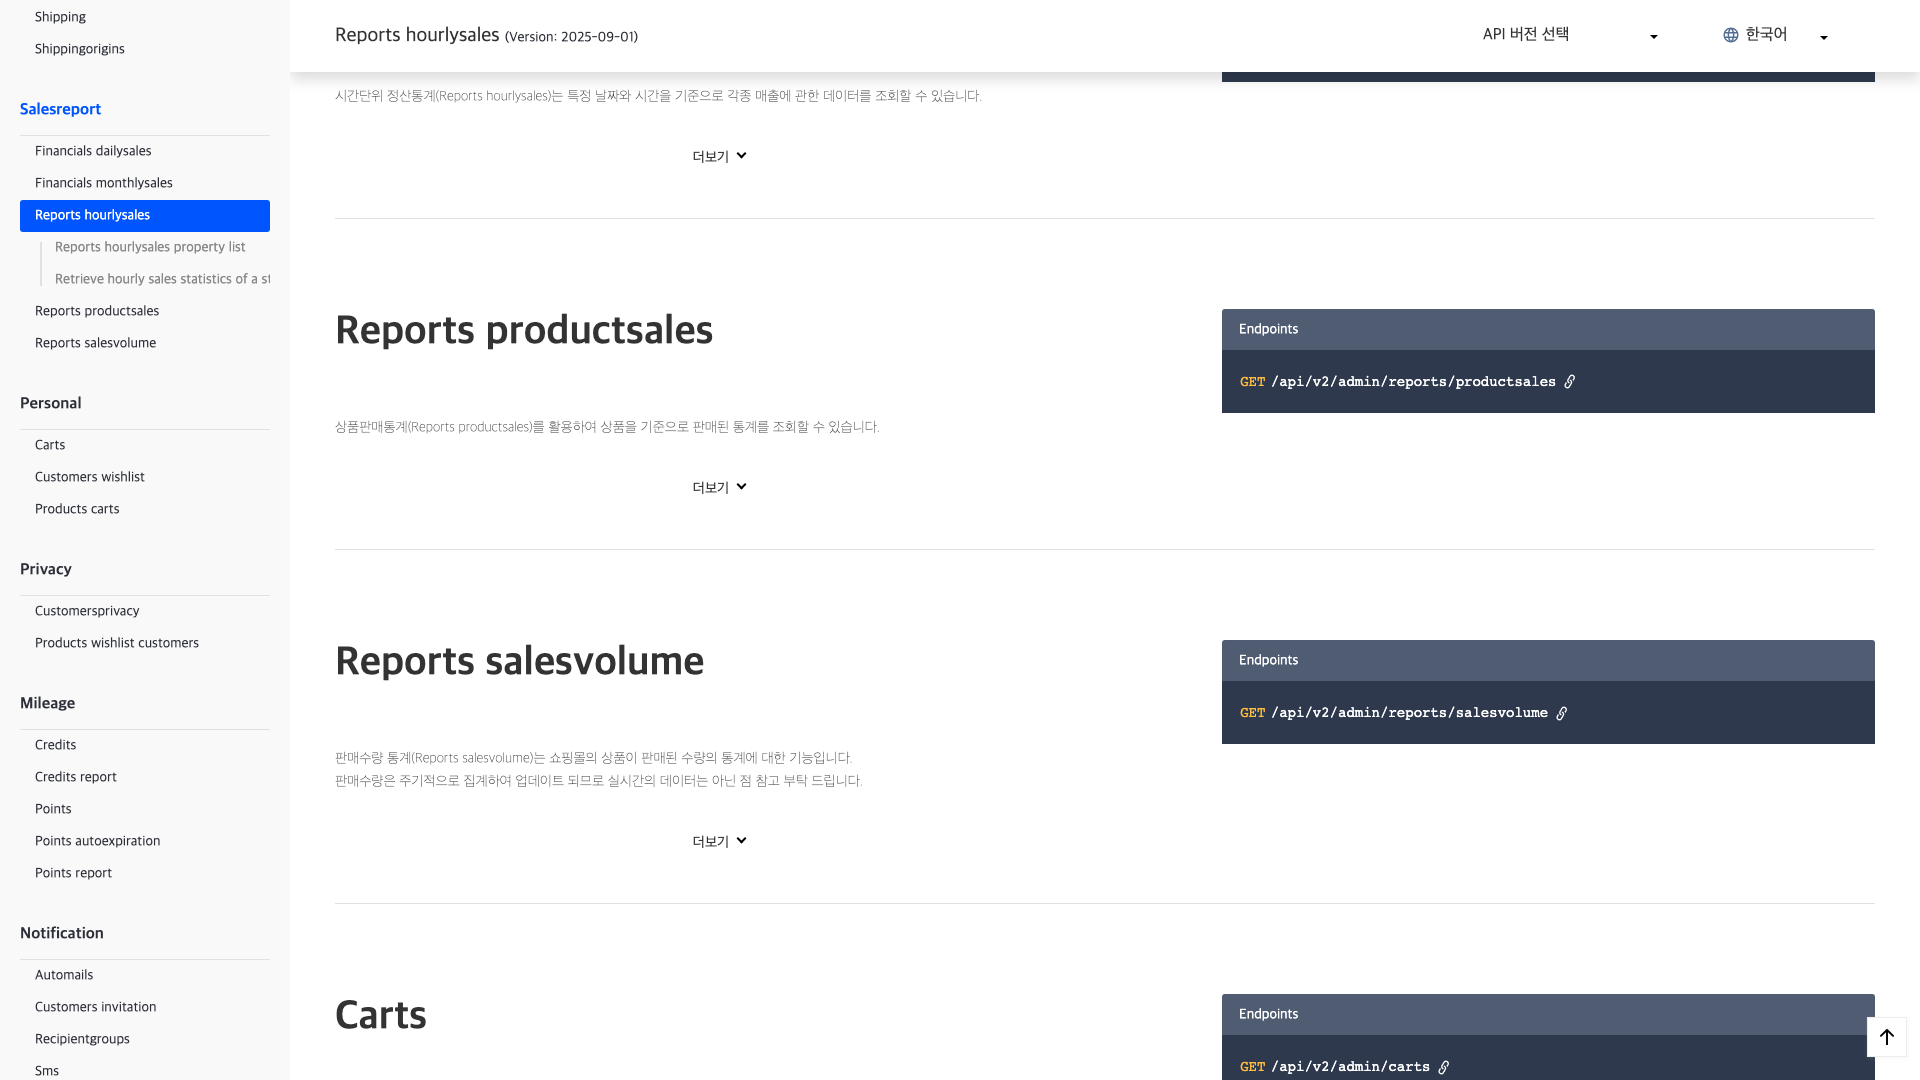 Shipping
Shippingorigins
Salesreport
Financials dailysales
Financials monthlysales
Reports hourlysales
Reports hourlysales property list
Retrieve hourly sales statistics of a st
Reports productsales
Reports salesvolume
Personal
Carts
Customers wishlist
Products carts
Privacy
Customersprivacy
Products wishlist customers
Mileage
Credits
Credits report
Points
Points autoexpiration
Points report
Notification
Automails
Customers invitation
Recipientgroups
Sms
Reports hourlysales (Version: 2025-09-01)
API 버전 선택
한국어
시간단위 정산통계(Reports hourlysales)는 특정 날짜와 시간을 기준으로 각종 매출에 관한 데이터를 조회할 수 있습니다.
더보기
Reports productsales
Endpoints
GET /api/v2/admin/reports/productsales
상품판매통계(Reports productsales)를 활용하여 상품을 기준으로 판매된 통계를 조회할 수 있습니다.
더보기
Reports salesvolume
Endpoints
GET /api/v2/admin/reports/salesvolume
판매수량 통계(Reports salesvolume)는 쇼핑몰의 상품이 판매된 수량의 통계에 대한 기능입니다.
판매수량은 주기적으로 집계하여 업데이트 되므로 실시간의 데이터는 아닌 점 참고 부탁 드립니다.
더보기
Carts
Endpoints
GET /api/v2/admin/carts